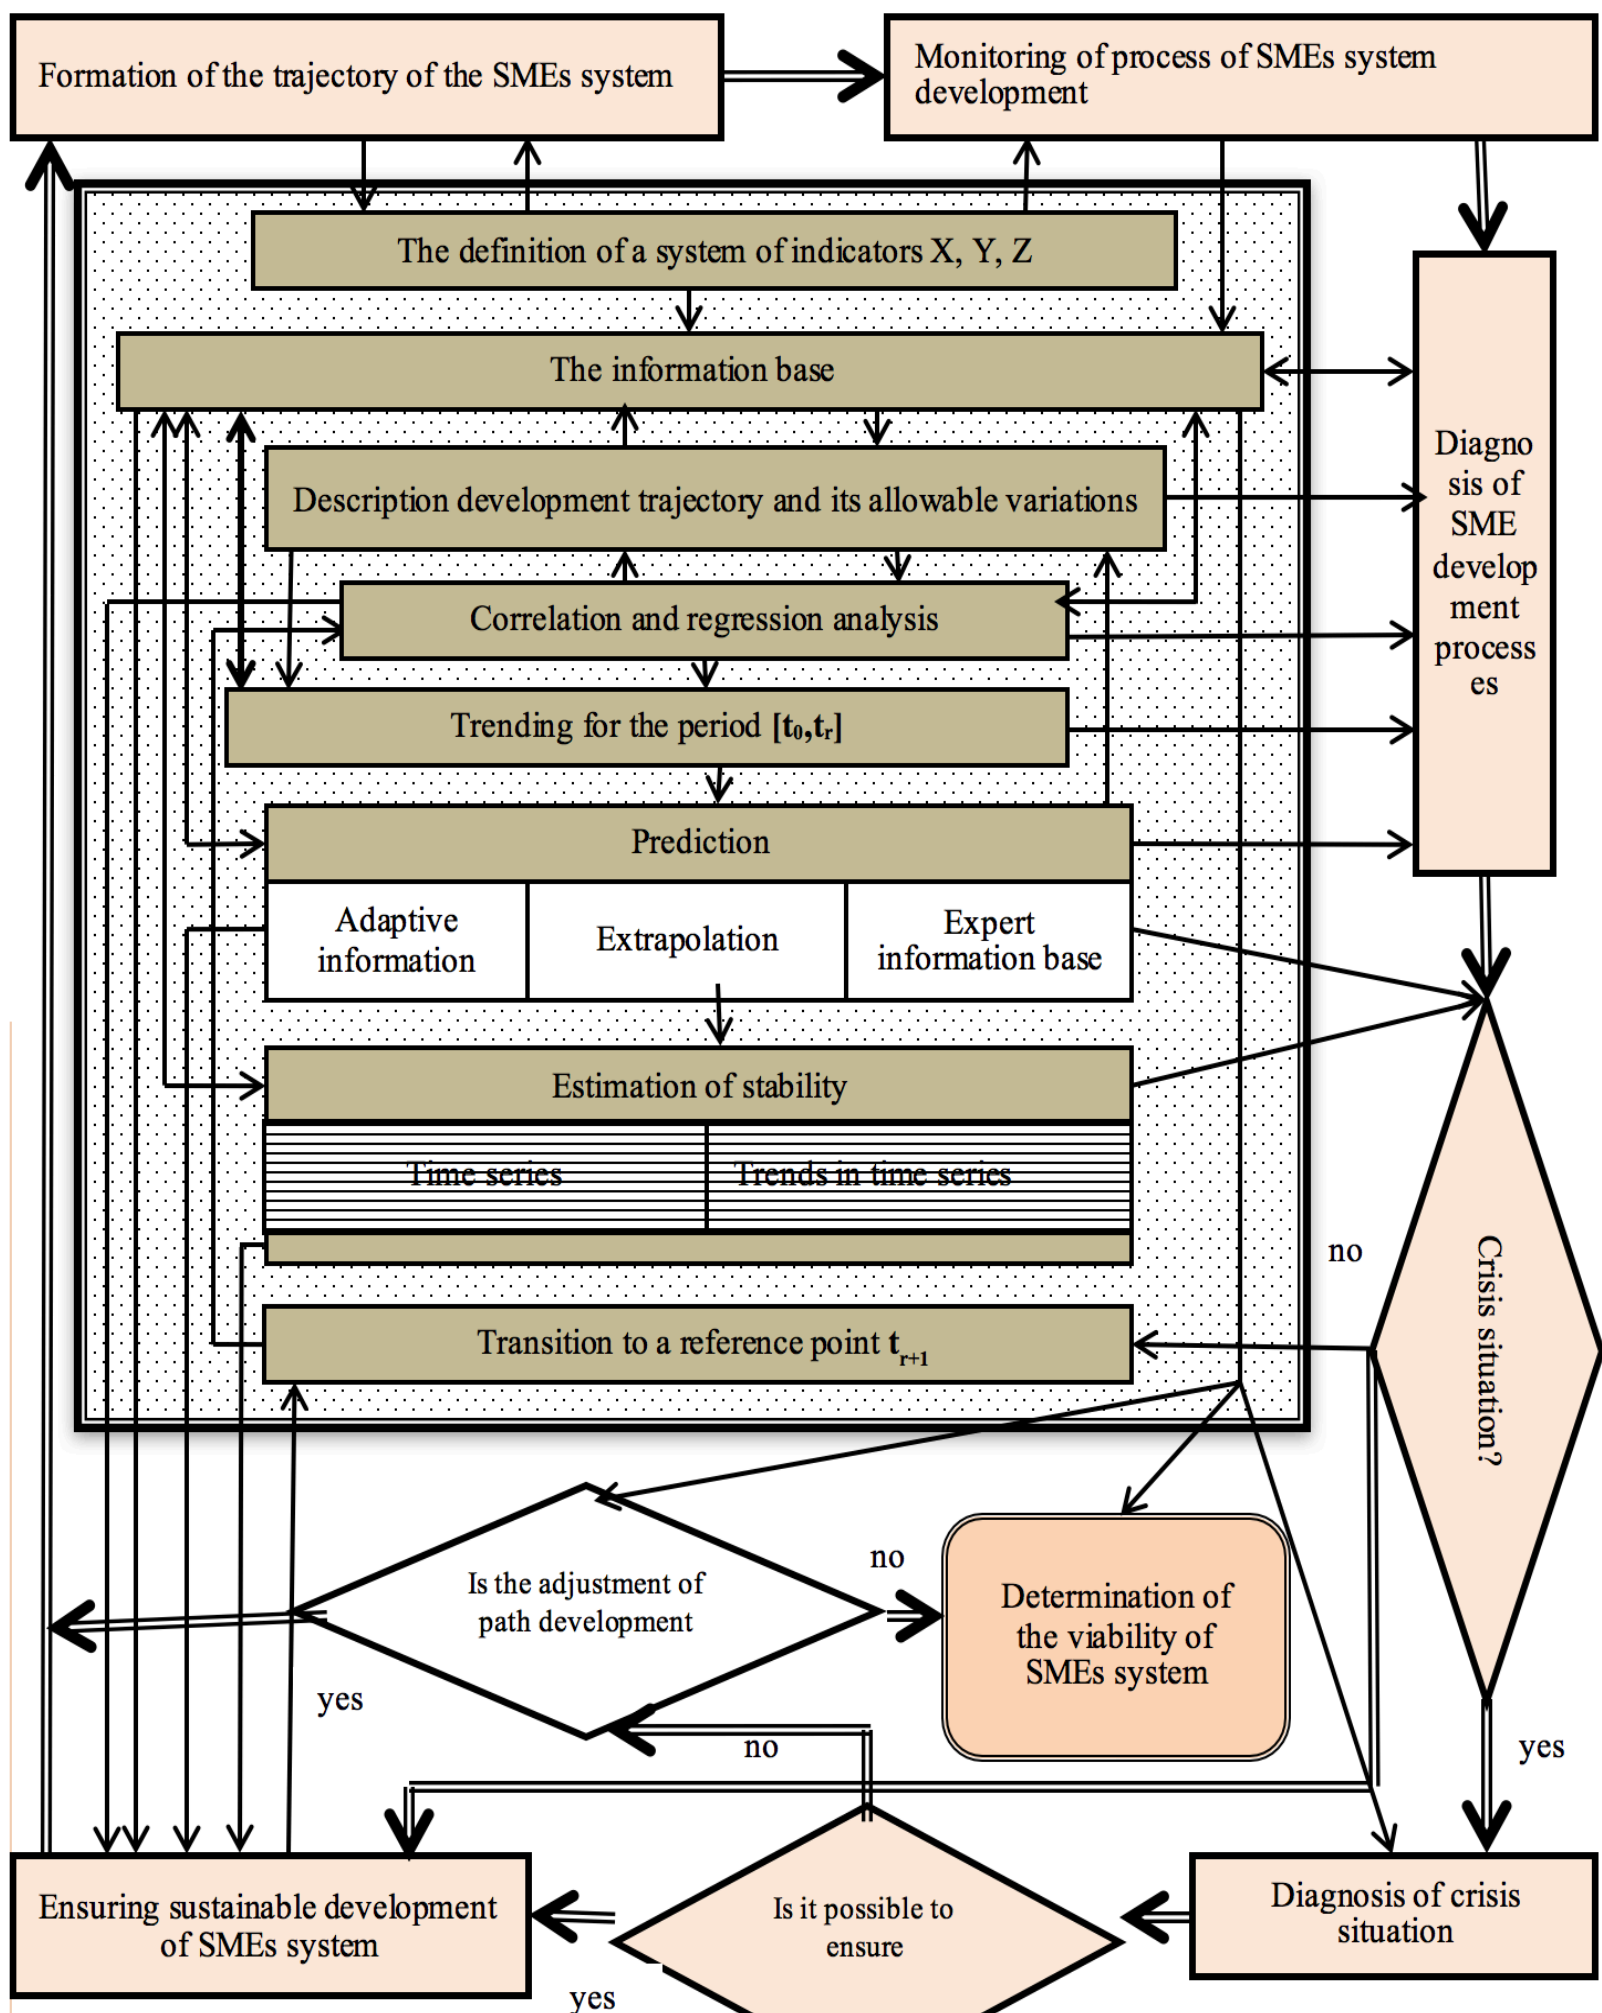 Formation of the trajectory of the SMEs system
Monitoring of process of SMEs system
development
The definition of a system of indicators X, Y, Z
The information base
Description development trajectory and its allowable variations
Correlation and regression analysis
Trending for the period [t0,tr]
Prediction
Adaptive
information
Extrapolation
Expert
information base
Estimation of stability
Time series
Trends in time series
Transition to a reference point tr+1
Diagno
sis of
SME
develop
ment
process
es
no
Crisis situation?
yes
Is the adjustment of
path development
no
yes
Determination of
the viability of
SMEs system
no
Ensuring sustainable development
of SMEs system
Is it possible to
ensure
yes
Diagnosis of crisis
situation